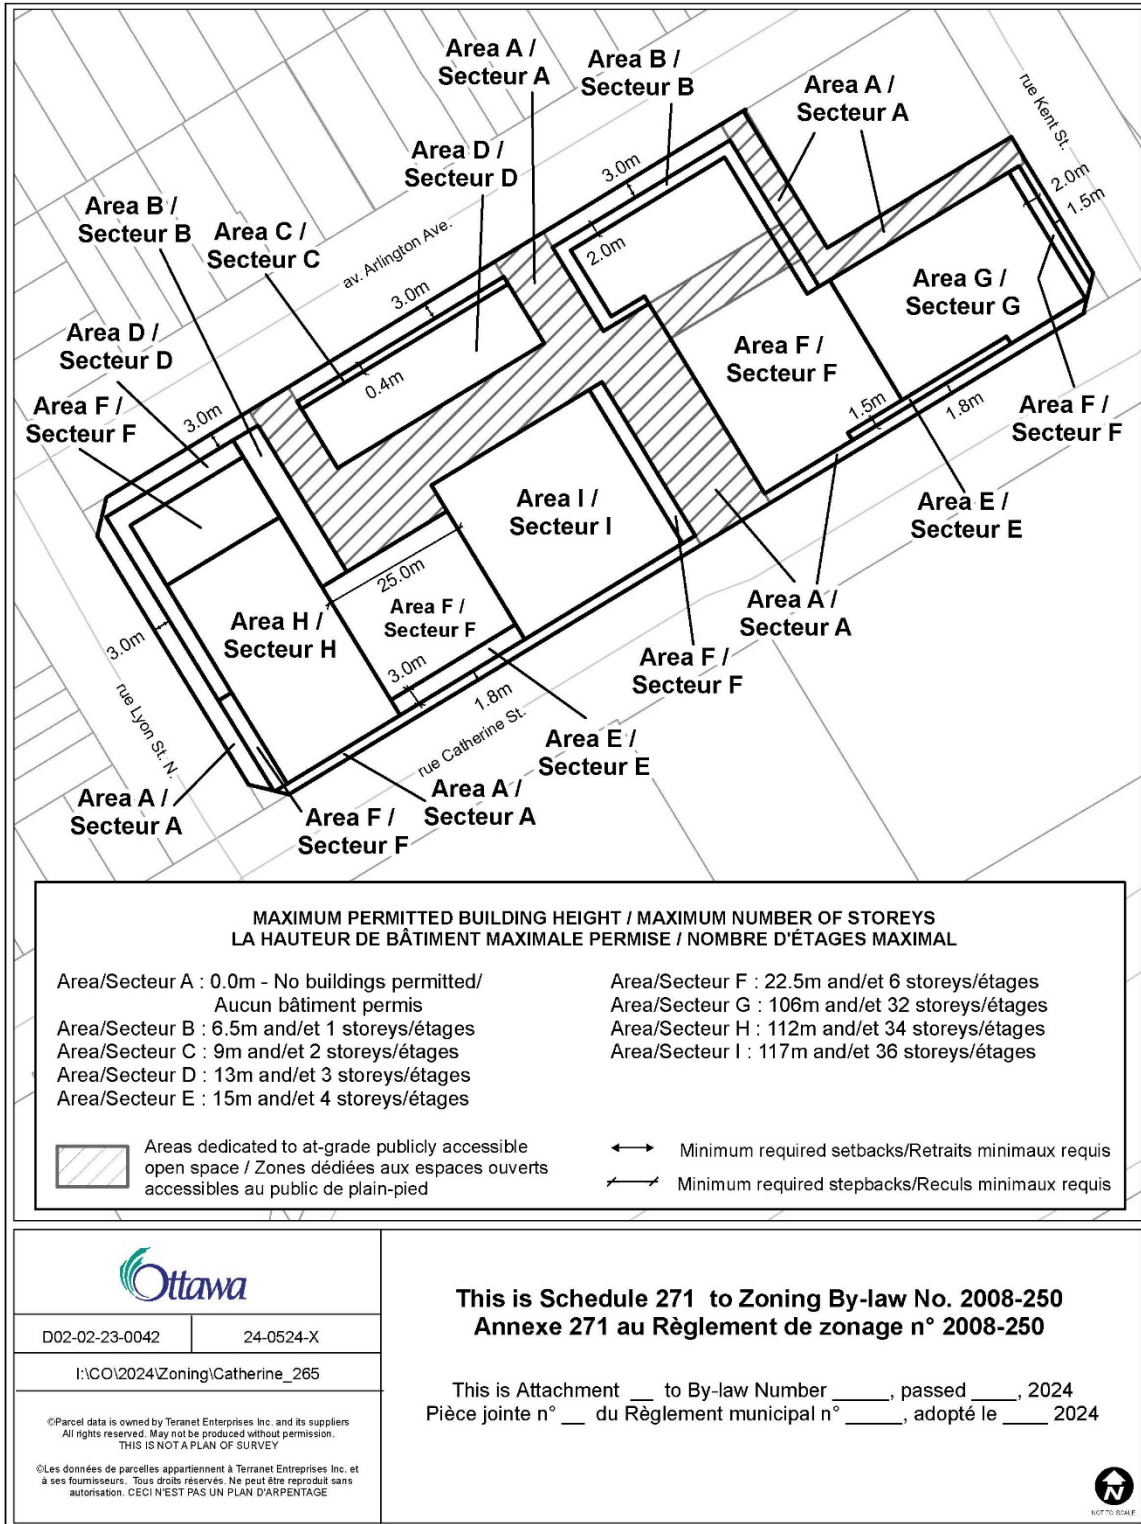 Area A /
Secteur A
Area B /
Secteur B
Area A /
Secteur A
rue Kent St.
Area D /
Secteur D
3.0m
2.0m
1.5m
Area B /
Secteur B
Area C /
Secteur C
av. Arlington Ave.
2.0m
3.0m
Area G /
Secteur G
Area D /
Secteur D
0.4m
Area F /
Secteur F
Area F /
Secteur F
3.0m
1.5m
1.8m
Area F /
Secteur F
Area I /
Secteur I
Area E /
Secteur E
25.0m
Area F /
Secteur F
Area A /
Secteur A
Area H /
Secteur H
3.0m
3.0m
Area F /
Secteur F
1.8m
rue Lyon St. N.
rue Catherine St.
Area E /
Secteur E
Area A /
Secteur A
Area F /
Secteur F
Area A /
Secteur A
MAXIMUM PERMITTED BUILDING HEIGHT / MAXIMUM NUMBER OF STOREYS
LA HAUTEUR DE BÂTIMENT MAXIMALE PERMISE / NOMBRE D'ÉTAGES MAXIMAL
Area/Secteur A : 0.0m - No buildings permitted/
Aucun bâtiment permis
Area/Secteur B : 6.5m and/et 1 storeys/étages
Area/Secteur C : 9m and/et 2 storeys/étages
Area/Secteur D : 13m and/et 3 storeys/étages
Area/Secteur E : 15m and/et 4 storeys/étages
Area/Secteur F : 22.5m and/et 6 storeys/étages
Area/Secteur G : 106m and/et 32 storeys/étages
Area/Secteur H : 112m and/et 34 storeys/étages
Area/Secteur I : 117m and/et 36 storeys/étages
Areas dedicated to at-grade publicly accessible
open space / Zones dédiées aux espaces ouverts
accessibles au public de plain-pied
Minimum required setbacks/Retraits minimaux requis
Minimum required stepbacks/Reculs minimaux requis
Ottawa
D02-02-23-0042
24-0524-X
I:\CO\2024\Zoning\Catherine_265
©Parcel data is owned by Teranet Enterprises Inc. and its suppliers
All rights reserved. May not be produced without permission.
THIS IS NOT A PLAN OF SURVEY
©Les données de parcelles appartiennent à Terranet Entreprises Inc. et
à ses fournisseurs. Tous droits réservés. Ne peut être reproduit sans
autorisation. CECI N'EST PAS UN PLAN D'ARPENTAGE
This is Schedule 271 to Zoning By-law No. 2008-250
Annexe 271 au Règlement de zonage n° 2008-250
This is Attachment __ to By-law Number _____, passed ____, 2024
Pièce jointe n° __ du Règlement municipal n° _____, adopté le ____ 2024
N
NOT TO SCALE